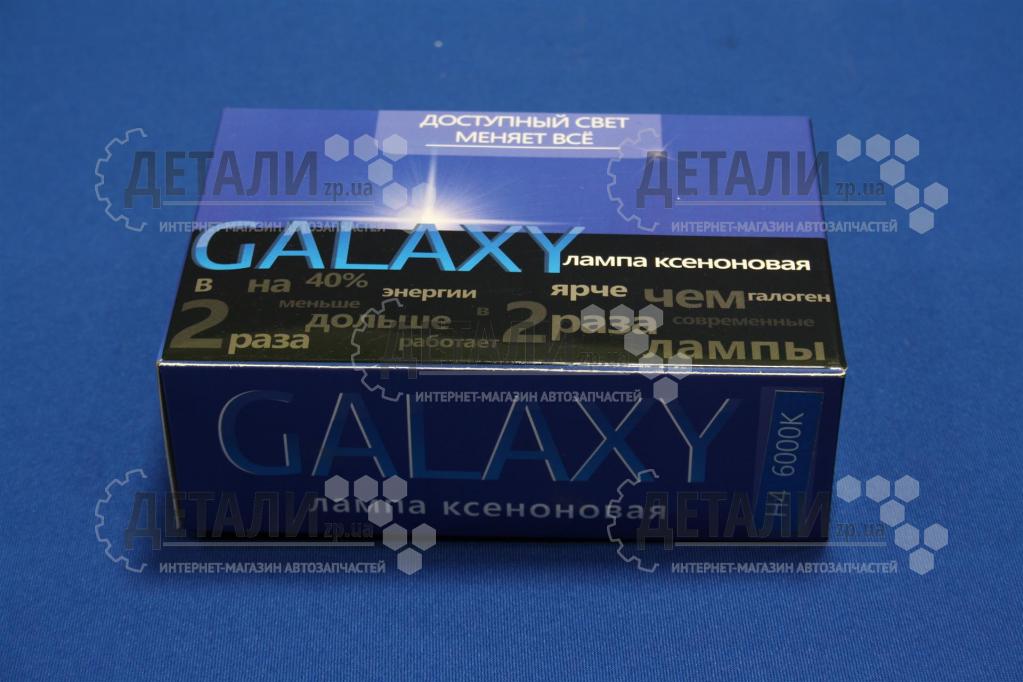 ДОСТУПНЫЙ СВЕТ
МЕНЯЕТ ВСЁ
ДЕТАЛИ zp.ua
ИНТЕРНЕТ-МАГАЗИН АВТОЗАПЧАСТЕЙ
ДЕТАЛИ zp.ua
ИНТЕРНЕТ-МАГАЗИН АВТОЗАПЧАСТЕЙ
GALAXY лампа ксеноновая
в на 40% энергии ярче чем галоген
меньше
2 дольше в 2 раза современные
раза работает лампы
ДЕТАЛИ
ИНТЕРНЕТ-МАГАЗИН АВТОЗАПЧАСТЕЙ
GALAXY
H4 6000K
лампа ксеноновая
ДЕТАЛИ zp.ua
ИНТЕРНЕТ-МАГАЗИН АВТОЗАПЧАСТЕЙ
ДЕТАЛИ zp.ua
ИНТЕРНЕТ-МАГАЗИН АВТОЗАПЧАСТЕЙ